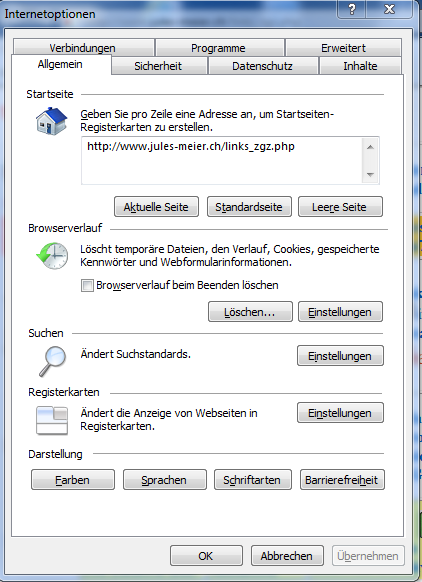 Internetoptionen
Verbindungen Programme Erweitert
Allgemein Sicherheit Datenschutz Inhalte
Startseite
Geben Sie pro Zeile eine Adresse an, um Startseiten-
Registerkarten zu erstellen.
http://www.jules-meier.ch/links_zgz.php
Aktuelle Seite Standardseite Leere Seite
Browserverlauf
Löscht temporäre Dateien, den Verlauf, Cookies, gespeicherte
Kennwörter und Webformularinformationen.
Browserverlauf beim Beenden löschen
Löschen... Einstellungen
Suchen
Ändert Suchstandards.
Einstellungen
Registerkarten
Ändert die Anzeige von Webseiten in
Registerkarten.
Einstellungen
Darstellung
Farben Sprachen Schriftarten Barrierefreiheit
OK Abbrechen Übernehmen